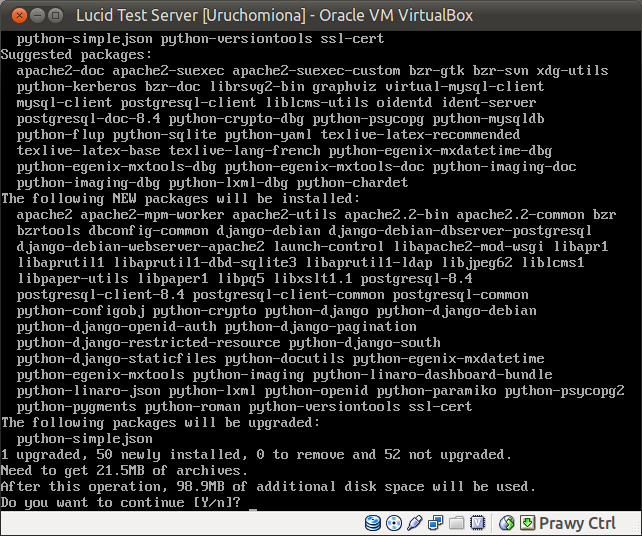 Lucid Test Server [Uruchomiona] - Oracle VM VirtualBox
python-simplejson python-versiontools ssl-cert
Suggested packages:
apache2-doc apache2-suexec apache2-suexec-custom bzr-gtk bzr-svn xdg-utils
python-kerberos bzr-doc librsvg2-bin graphviz virtual-mysql-client
mysql-client postgresql-client liblcms-utils oidentd ident-server
postgresql-doc-8.4 python-crypto-dbg python-psycopg python-mysqldb
python-flup python-sqlite python-yaml texlive-latex-recommended
texlive-latex-base texlive-lang-french python-egenix-mxdatetime-dbg
python-egenix-mxtools-dbg python-egenix-mxtools-doc python-imaging-doc
python-imaging-dbg python-lxml-dbg python-chardet
The following NEW packages will be installed:
apache2 apache2-mpm-worker apache2-utils apache2.2-bin apache2.2-common bzr
bzrtools dbconfig-common django-debian django-debian-dbserver-postgresql
django-debian-webserver-apache2 launch-control libapache2-mod-wsgi libapr1
libaprutil1 libaprutil1-dbd-sqlite3 libaprutil1-ldap libjpeg62 liblcms1
libpaper-utils libpaper1 libpq5 libxslt1.1 postgresql-8.4
postgresql-client-8.4 postgresql-client-common postgresql-common
python-configobj python-crypto python-django python-django-debian
python-django-openid-auth python-django-pagination
python-django-restricted-resource python-django-south
python-django-staticfiles python-docutils python-egenix-mxdatetime
python-egenix-mxtools python-imaging python-linaro-dashboard-bundle
python-linaro-json python-lxml python-openid python-paramiko python-psycopg2
python-pygments python-roman python-versiontools ssl-cert
The following packages will be upgraded:
python-simplejson
1 upgraded, 50 newly installed, 0 to remove and 52 not upgraded.
Need to get 21.5MB of archives.
After this operation, 98.9MB of additional disk space will be used.
Do you want to continue [Y/n]? _
Prawy Ctrl